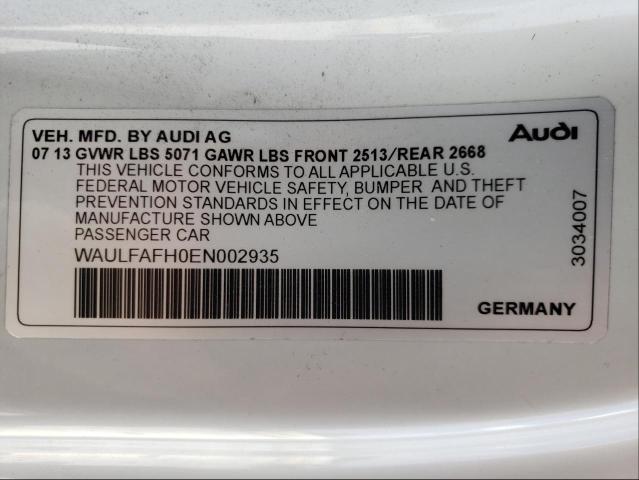 VEH. MFD. BY AUDI AG
Audi
07 13 GVWR LBS 5071 GAWR LBS FRONT 2513/REAR 2668
THIS VEHICLE CONFORMS TO ALL APPLICABLE U.S.
FEDERAL MOTOR VEHICLE SAFETY, BUMPER AND THEFT
PREVENTION STANDARDS IN EFFECT ON THE DATE OF
MANUFACTURE SHOWN ABOVE
PASSENGER CAR
WAULFAFH0EN002935
3034007
GERMANY